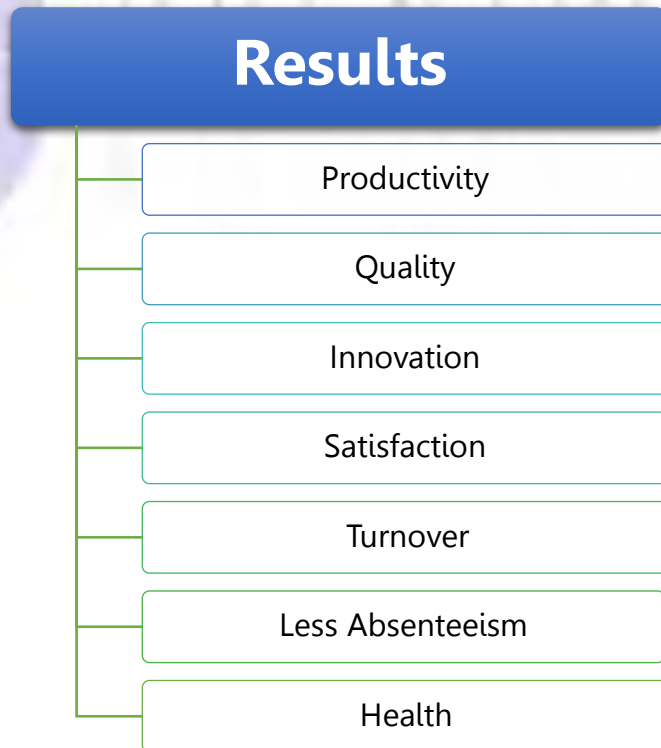 Results
Productivity
Quality
Innovation
Satisfaction
Turnover
Less Absenteeism
Health